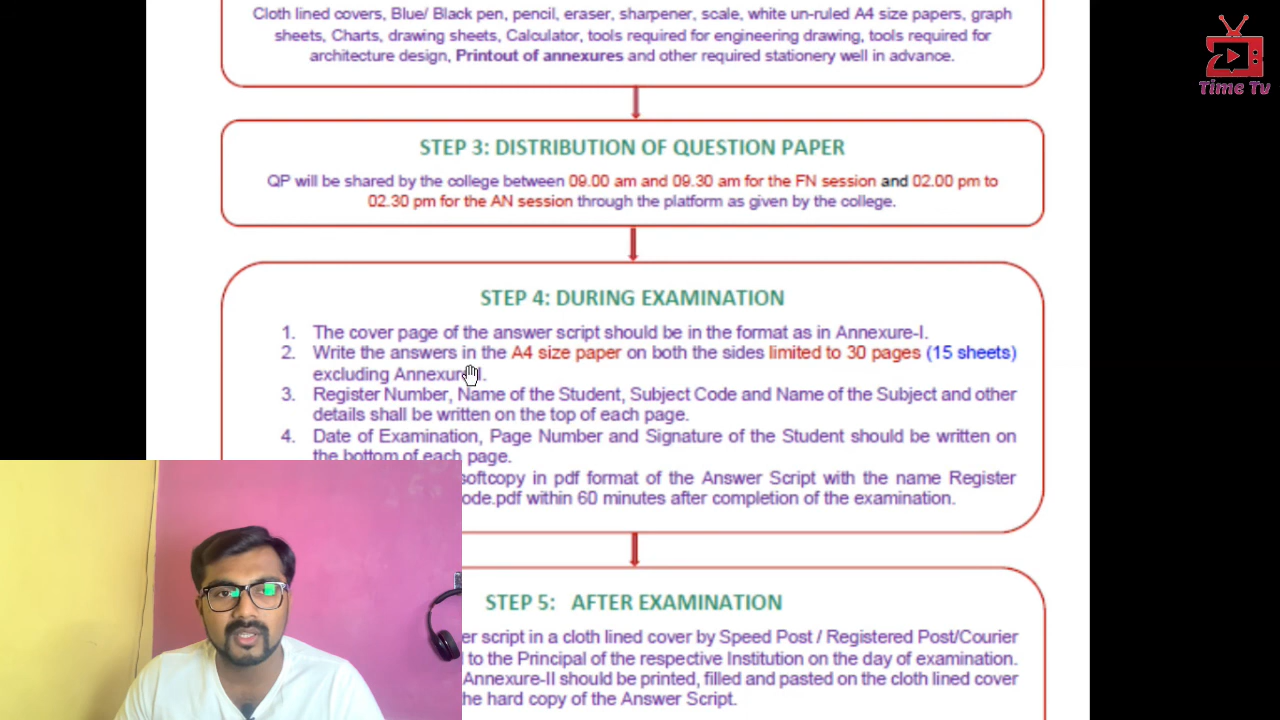 Cloth lined covers, Blue/ Black pen, pencil, eraser, sharpener, scale, white un-ruled A4 size papers, graph
sheets, Charts, drawing sheets, Calculator, tools required for engineering drawing, tools required for
architecture design, Printout of annexures and other required stationery well in advance.
Time Tv
STEP 3: DISTRIBUTION OF QUESTION PAPER
QP will be shared by the college between 09.00 am and 09.30 am for the FN session and 02.00 pm to
02.30 pm for the AN session through the platform as given by the college.
STEP 4: DURING EXAMINATION
1. The cover page of the answer script should be in the format as in Annexure-I.
2. Write the answers in the A4 size paper on both the sides limited to 30 pages (15 sheets)
excluding Annexure-I.
3. Register Number, Name of the Student, Subject Code and Name of the Subject and other
details shall be written on the top of each page.
4. Date of Examination, Page Number and Signature of the Student should be written on
the bottom of each page.
softcopy in pdf format of the Answer Script with the name Register
ode.pdf within 60 minutes after completion of the examination.
STEP 5: AFTER EXAMINATION
er script in a cloth lined cover by Speed Post / Registered Post/Courier
to the Principal of the respective Institution on the day of examination.
Annexure-II should be printed, filled and pasted on the cloth lined cover
he hard copy of the Answer Script.